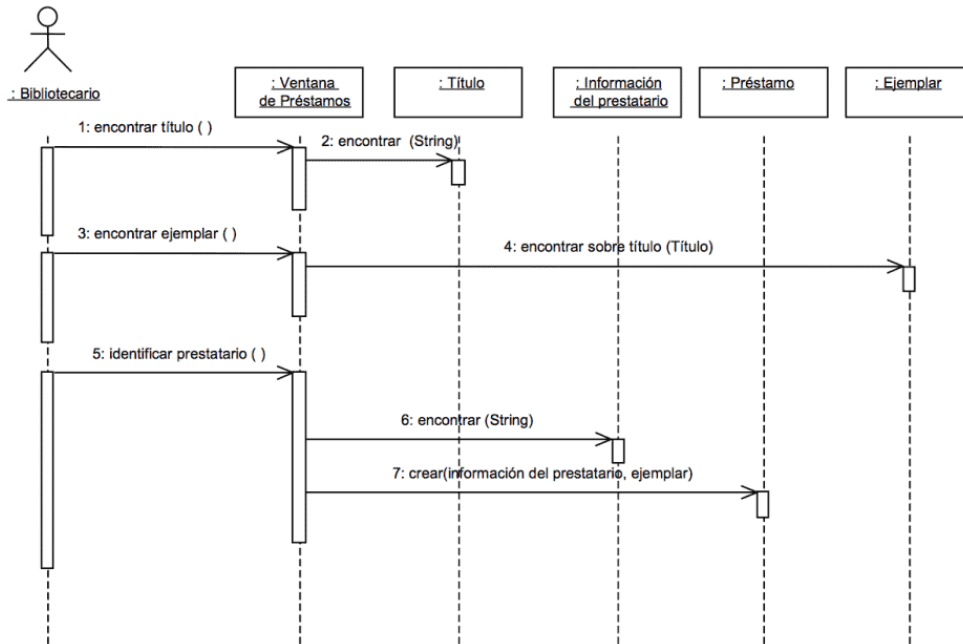 : Bibliotecario
: Ventana
de Préstamos
: Título
: Información
del prestatario
: Préstamo
: Ejemplar
1: encontrar título ( )
2: encontrar (String)
3: encontrar ejemplar ( )
4: encontrar sobre título (Título)
5: identificar prestatario ( )
6: encontrar (String)
7: crear(información del prestatario, ejemplar)